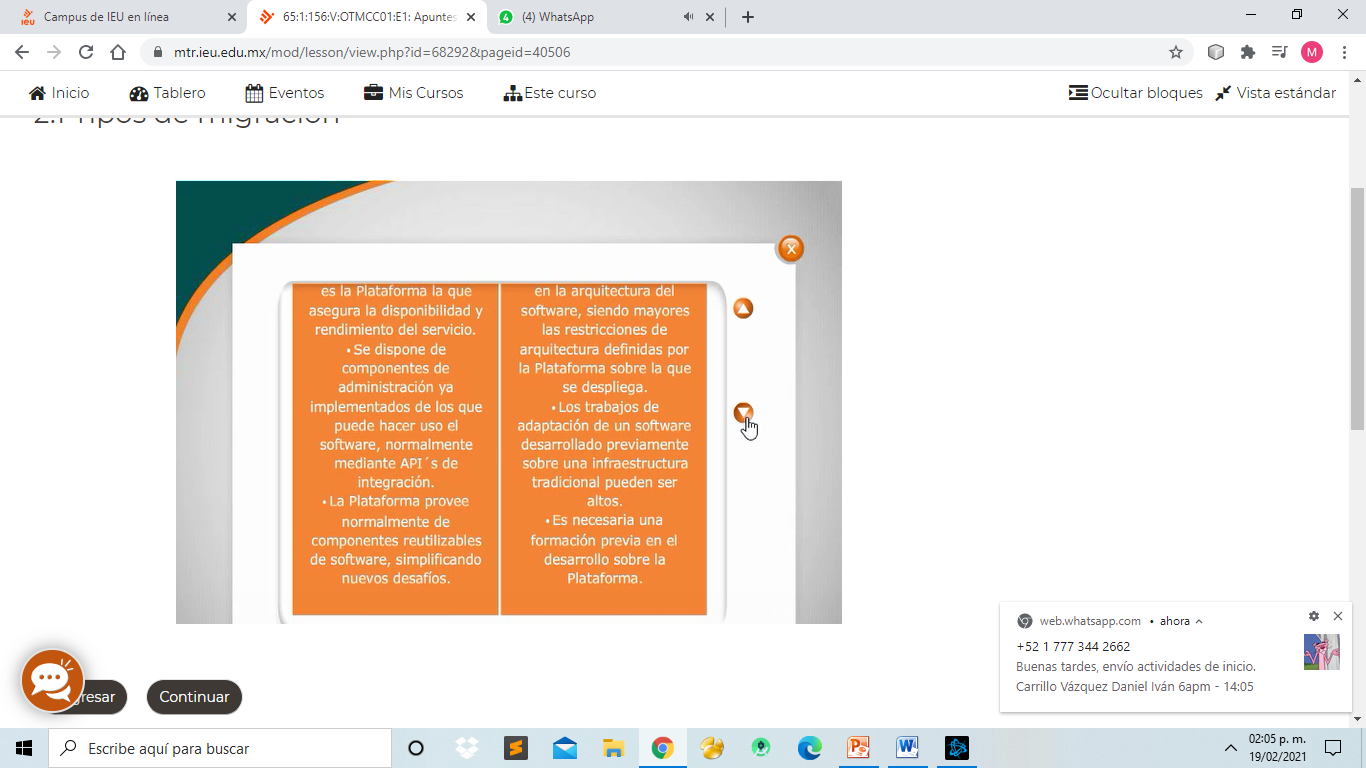 Campus de IEU en línea
65:1:156:V:OTMCC01:E1: Apuntes
(4) WhatsApp
mtr.ieu.edu.mx/mod/lesson/view.php?id=68292&pageid=40506
M
Inicio
Tablero
Eventos
Mis Cursos
Este curso
Ocultar bloques
Vista estándar
2.1 Tipos de migración
X
es la Plataforma la que
asegura la disponibilidad y
rendimiento del servicio.
• Se dispone de
componentes de
administración ya
implementados de los que
puede hacer uso el
software, normalmente
mediante API´s de
integración.
• La Plataforma provee
normalmente de
componentes reutilizables
de software, simplificando
nuevos desafíos.
en la arquitectura del
software, siendo mayores
las restricciones de
arquitectura definidas por
la Plataforma sobre la que
se despliega.
• Los trabajos de
adaptación de un software
desarrollado previamente
sobre una infraestructura
tradicional pueden ser
altos.
• Es necesaria una
formación previa en el
desarrollo sobre la
Plataforma.
web.whatsapp.com • ahora
+52 1 777 344 2662
Buenas tardes, envío actividades de inicio.
Carrillo Vázquez Daniel Iván 6apm - 14:05
Continuar
Escribe aquí para buscar
02:05 p. m.
19/02/2021